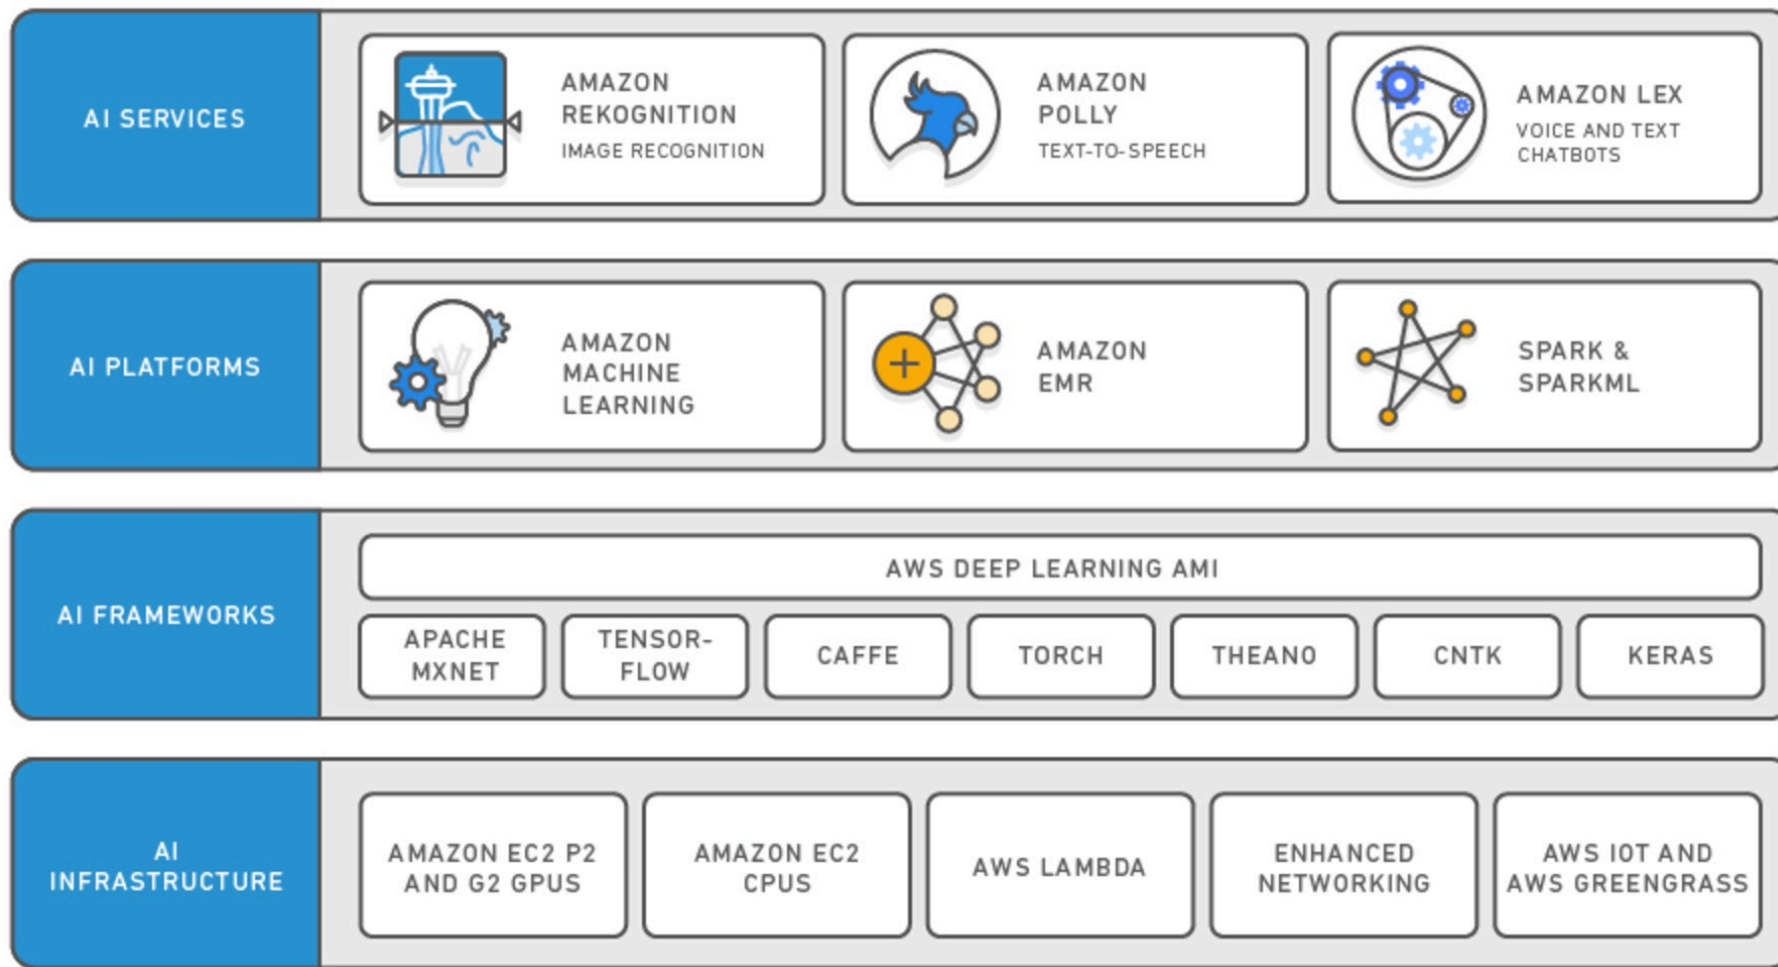 AI SERVICES
AMAZON
REKOGNITION
IMAGE RECOGNITION
AMAZON
POLLY
TEXT-TO-SPEECH
AMAZON LEX
VOICE AND TEXT
CHATBOTS
AI PLATFORMS
AMAZON
MACHINE
LEARNING
AMAZON
EMR
SPARK &
SPARKML
AI FRAMEWORKS
AWS DEEP LEARNING AMI
APACHE
MXNET
TENSOR-
FLOW
CAFFE
TORCH
THEANO
CNTK
KERAS
AI
INFRASTRUCTURE
AMAZON EC2 P2
AND G2 GPUS
AMAZON EC2
CPUS
AWS LAMBDA
ENHANCED
NETWORKING
AWS IOT AND
AWS GREENGRASS